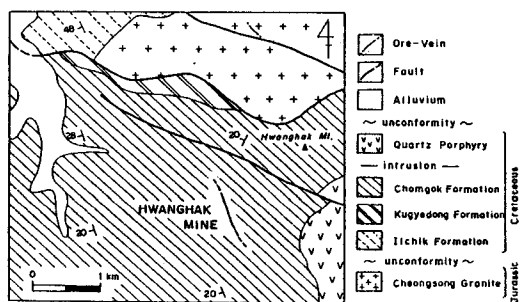 48
28
20
Hwanghak Mt.
HWANGHAK
MINE
20
20
0 1 km
Ore-Vein
Fault
Alluvium
~ unconformity ~
Quartz Porphyry
— intrusion —
Chomgok Formation
Kugyedong Formation
Ilchik Formation
~ unconformity ~
Cheongsong Granite
Cretaceous
Jurassic